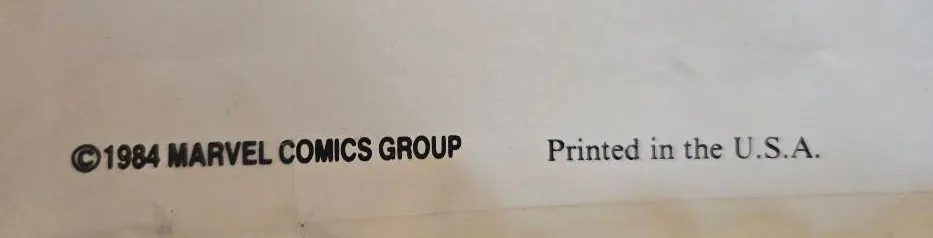 ©1984 MARVEL COMICS GROUP Printed in the U.S.A.